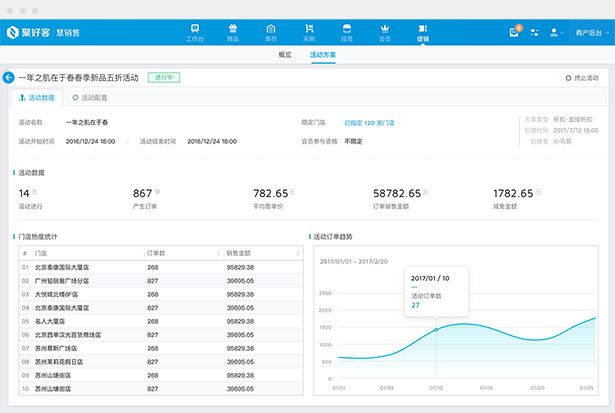 聚好客 慧销售
工作台 商品 库存 采购 经营 会员 促销
商户后台
概览 活动方案
一年之肌在于春春季新品五折活动 进行中 终止活动
活动数据 活动配置
活动名称 一年之肌在于春 限定门店 已指定 120 家门店 方案类型 折扣-直接折扣
创建时间 2017/7/12 18:00
活动开始时间 2016/12/24 18:00 活动结束时间 2016/12/24 18:00 会员参与资格 不限定 创建者 小鸟哥
活动数据
14 天 867 单 782.65 元 58782.65 元 1782.65 元
活动进行 产生订单 平均客单价 订单销售金额 减免金额
门店热度统计
# 门店 订单数 销售金额
01 北京泰康国际大厦店 268 95829.38
02 广州铂丽意广场分店 827 39695.05
03 大悦城北楼8F店 268 95829.38
04 北京泰康国际大厦店 827 39695.05
05 名人大厦店 268 95829.38
06 北京西单汉光百货商场店 827 39695.05
07 苏州慕斯广场店 268 95829.38
08 苏州茉莉花假日店 827 39695.05
09 苏州山塘街店 268 95829.38
10 苏州山塘街店 827 39695.05
活动订单趋势
2017/01/01 - 2017/2/20
2017/01 / 10
活动订单数
27
2500
2000
1500
1000
500
0
01/01 01/05 01/10 01/15 01/20 01/25